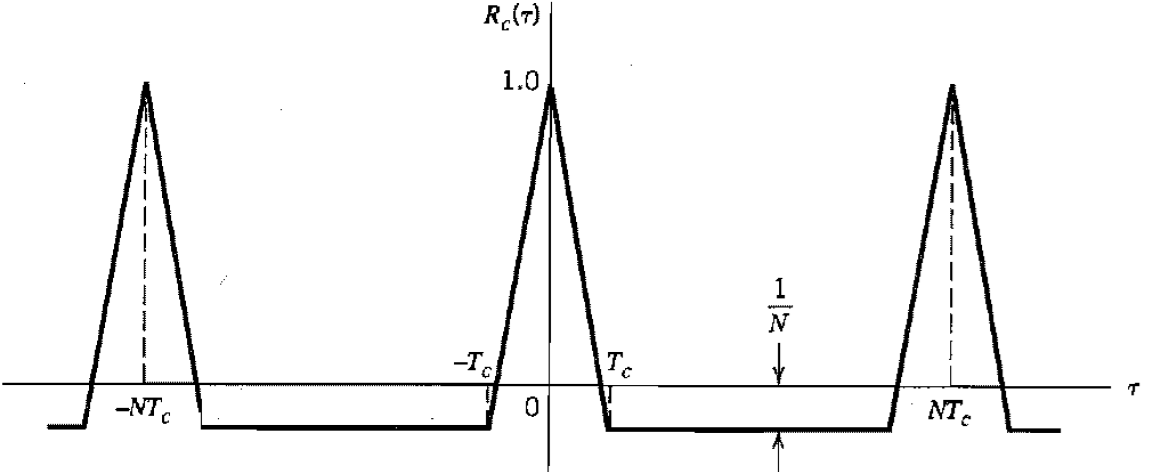 R_c(τ)
1.0
1
N
–T_c
T_c
–NT_c
0
NT_c
τ